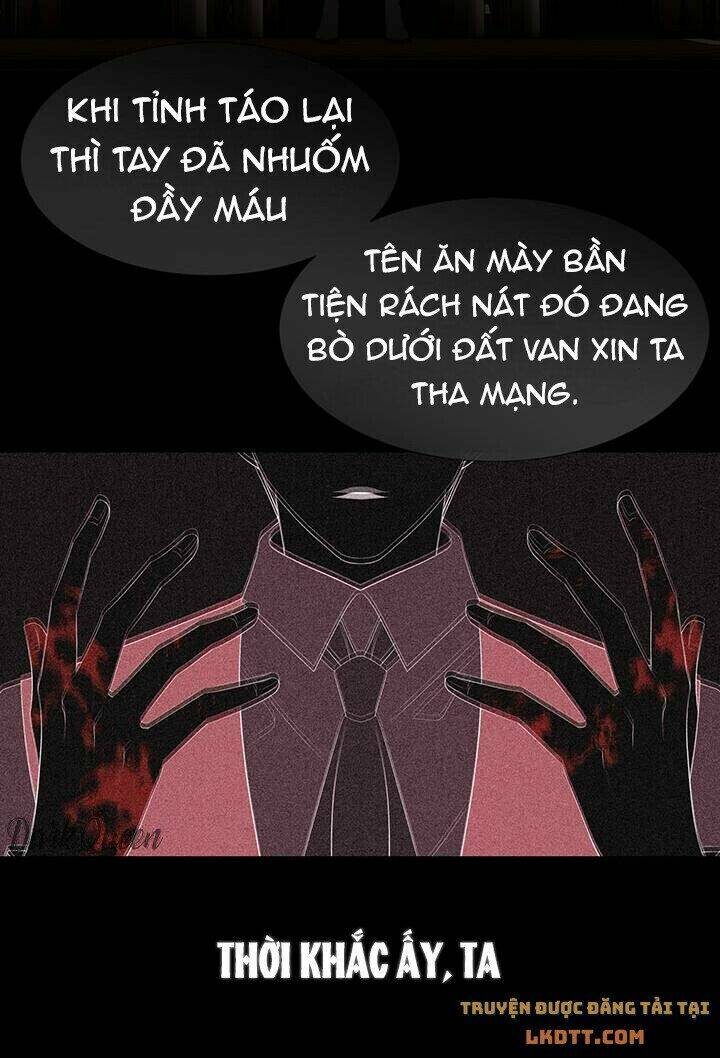 KHI TỈNH TÁO LẠI
THÌ TAY ĐÃ NHUỐM
ĐẦY MÁU
TÊN ĂN MÀY BẦN
TIỆN RÁCH NÁT ĐÓ ĐANG
BÒ DƯỚI ĐẤT VAN XIN TA
THA MẠNG.
DarkQueen
THỜI KHẮC ẤY, TA
TRUYỆN ĐƯỢC ĐĂNG TẢI TẠI
LKDTT.COM